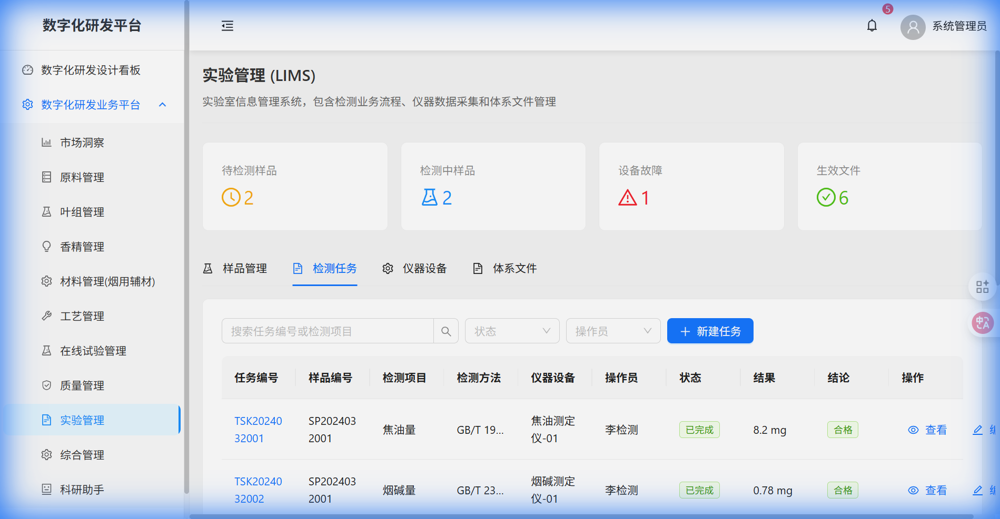 数字化研发平台
5
系统管理员
数字化研发设计看板
数字化研发业务平台
市场洞察
原料管理
叶组管理
香精管理
材料管理(烟用辅材)
工艺管理
在线试验管理
质量管理
实验管理
综合管理
科研助手
实验管理 (LIMS)
实验室信息管理系统，包含检测业务流程、仪器数据采集和体系文件管理
待检测样品
2
检测中样品
2
设备故障
1
生效文件
6
样品管理 检测任务 仪器设备 体系文件
搜索任务编号或检测项目 状态 操作员 新建任务
任务编号 样品编号 检测项目 检测方法 仪器设备 操作员 状态 结果 结论 操作
TSK20240
32001
SP202403
2001
焦油量
GB/T 19...
焦油测定
仪-01
李检测
已完成
8.2 mg
合格
查看
TSK20240
32002
SP202403
2001
烟碱量
GB/T 23...
烟碱测定
仪-01
李检测
已完成
0.78 mg
合格
查看
中A